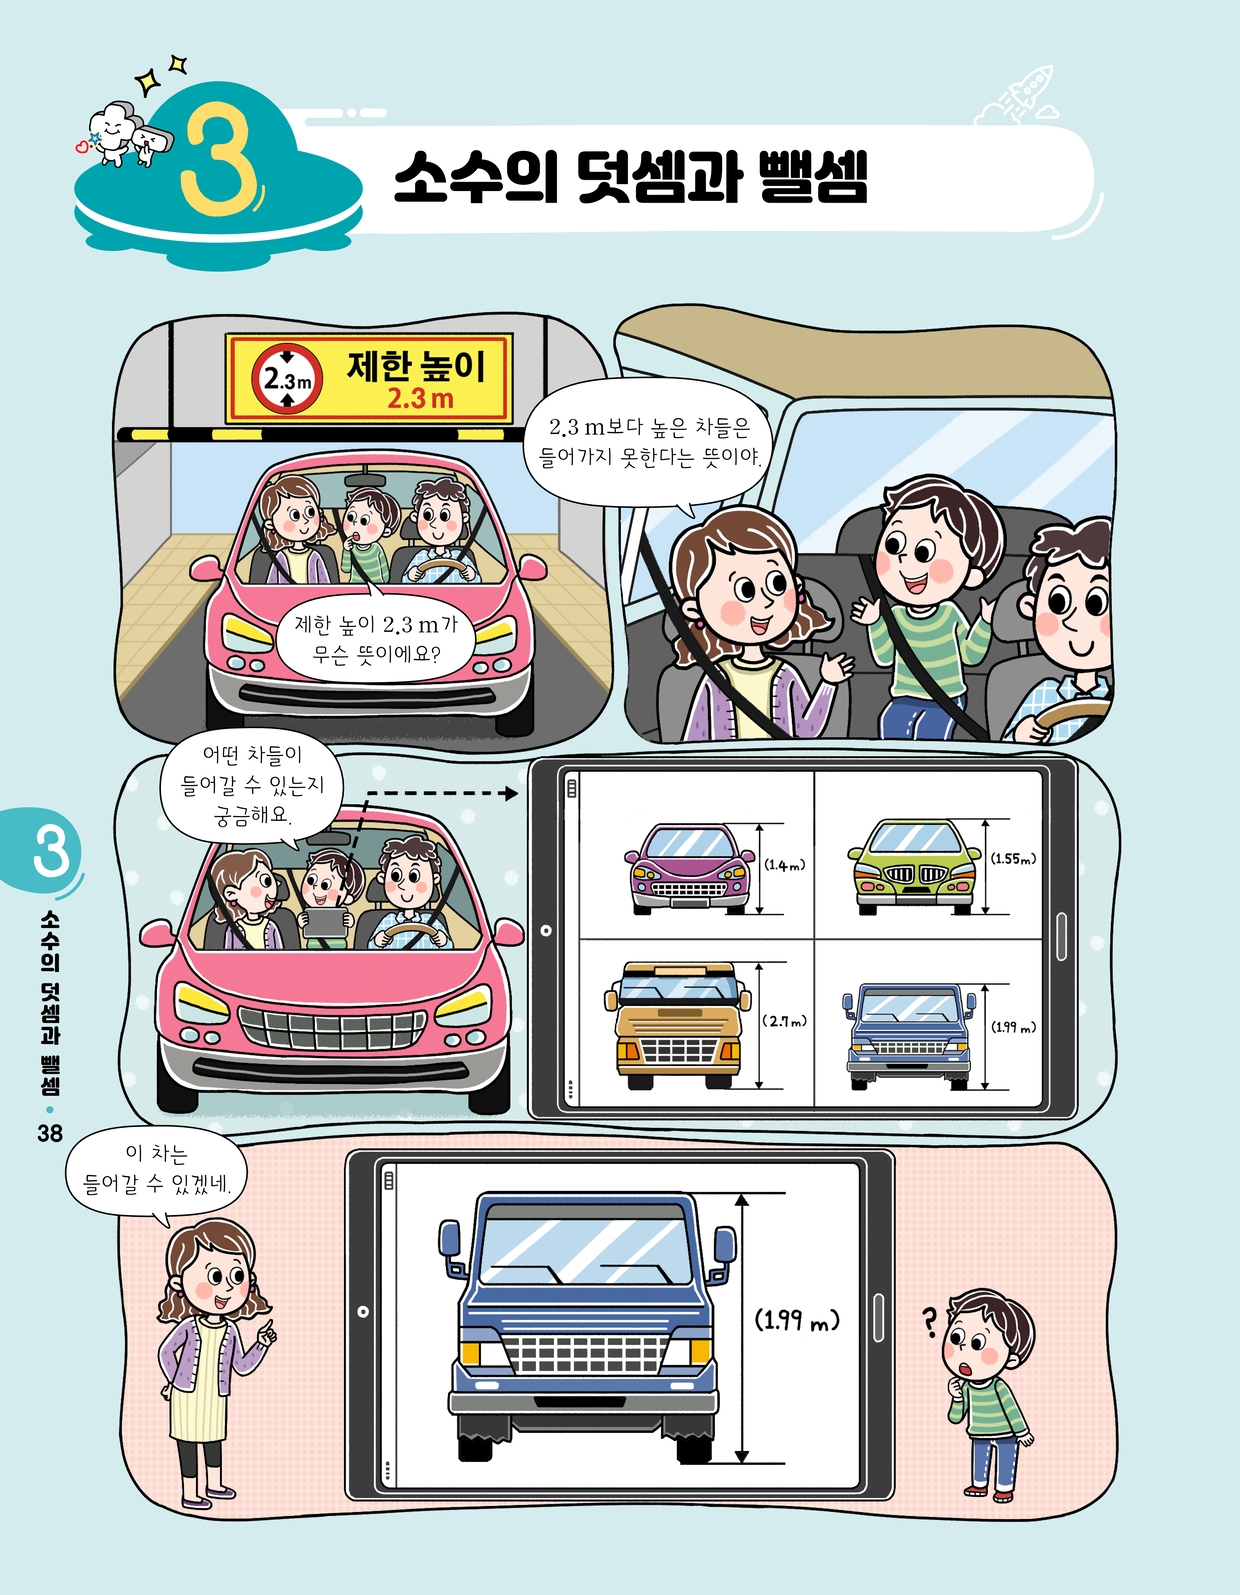 3
소수의 덧셈과 뺄셈
2.3m
제한 높이
2.3 m
2.3 m보다 높은 차들은
들어가지 못한다는 뜻이야.
제한 높이 2.3 m가
무슨 뜻이에요?
어떤 차들이
들어갈 수 있는지
궁금해요.
(1.4m)
(1.55m)
(2.7m)
(1.99 m)
3
소수의 덧셈과 뺄셈
38
이 차는
들어갈 수 있겠네.
(1.99 m)
?